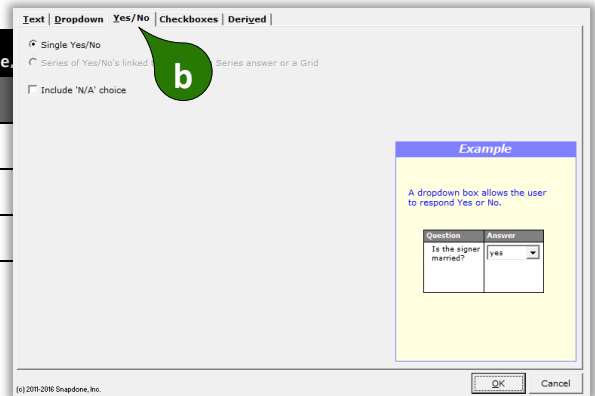 Text Dropdown Yes/No Checkboxes Derived
Single Yes/No
Series of Yes/No's linked Series answer or a Grid
b
Include 'N/A' choice
Example
A dropdown box allows the user
to respond Yes or No.
Question Answer
Is the signer
married?
yes
OK Cancel
(c) 2011-2016 Snapdone, Inc.